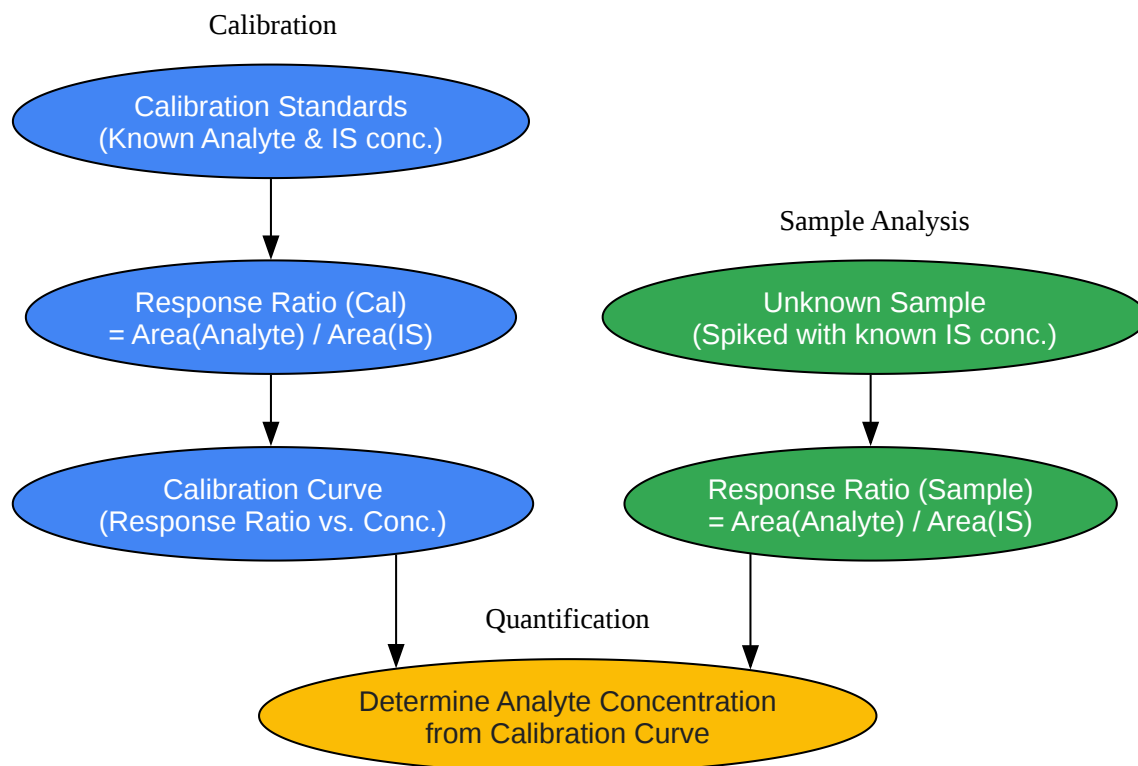 Calibration
Calibration Standards
(Known Analyte & IS conc.)
Response Ratio (Cal)
= Area(Analyte) / Area(IS)
Calibration Curve
(Response Ratio vs. Conc.)
Sample Analysis
Unknown Sample
(Spiked with known IS conc.)
Response Ratio (Sample)
= Area(Analyte) / Area(IS)
Quantification
Determine Analyte Concentration
from Calibration Curve